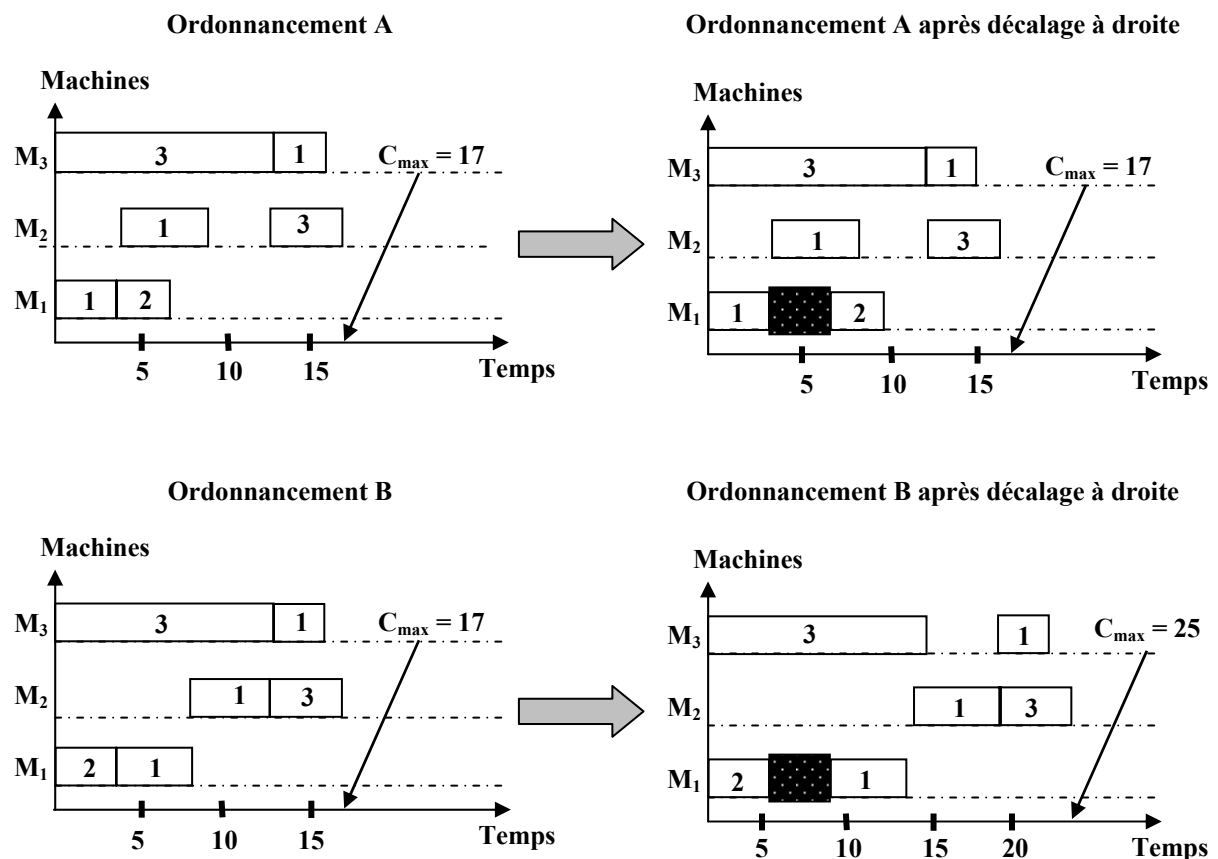 Ordonnancement A
Machines
M3
3
1
Cmax = 17
M2
1
3
M1
1
2
5
10
15
Temps
Ordonnancement A après décalage à droite
Machines
M3
3
1
Cmax = 17
M2
1
3
M1
1
2
5
10
15
Temps
Ordonnancement B
Machines
M3
3
1
Cmax = 17
M2
1
3
M1
2
1
5
10
15
Temps
Ordonnancement B après décalage à droite
Machines
M3
3
1
Cmax = 25
M2
1
3
M1
2
1
5
10
15
20
Temps